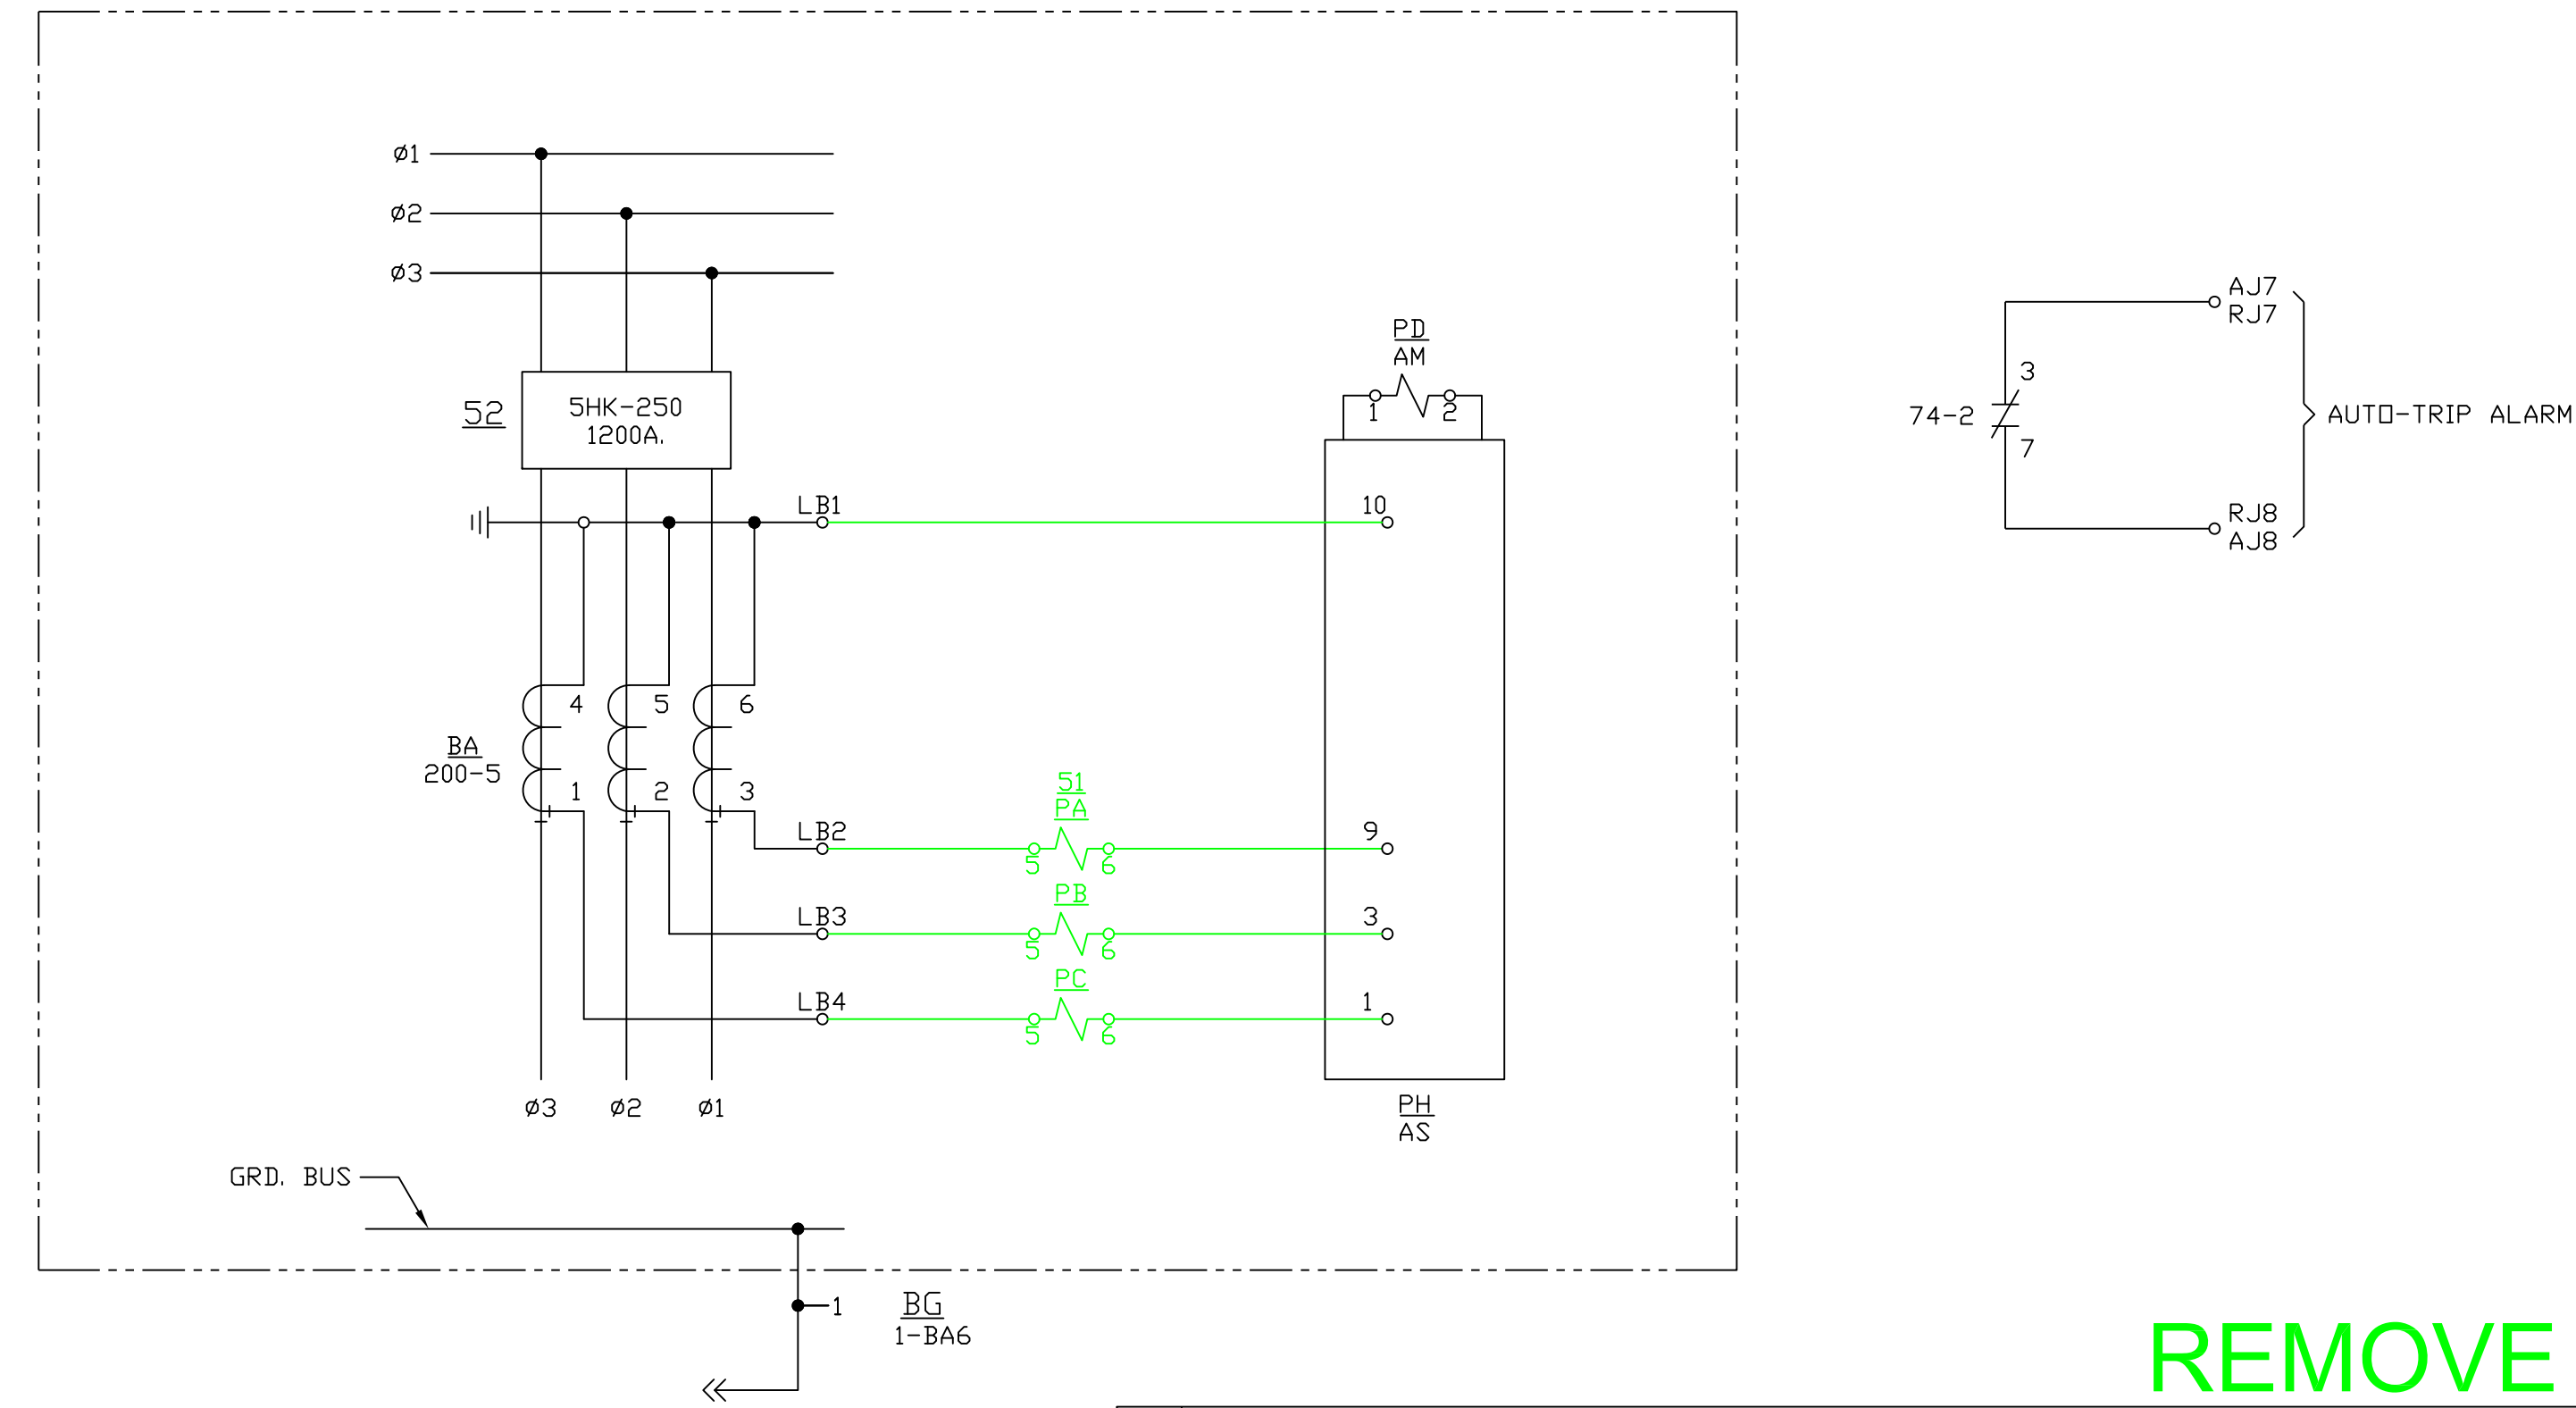 ø1
ø2
ø3
52
5HK-250
1200A.
LB1
10
PD
AM
1 2
4 5 6
BA
200-5
1 2 3
LB2
51
PA
5 6
9
LB3
PB
5 6
3
LB4
PC
5 6
1
ø3 ø2 ø1
PH
AS
GRD. BUS
1
BG
1-BA6
AJ7
RJ7
3
74-2
7
AUTO-TRIP ALARM
RJ8
AJ8
REMOVE